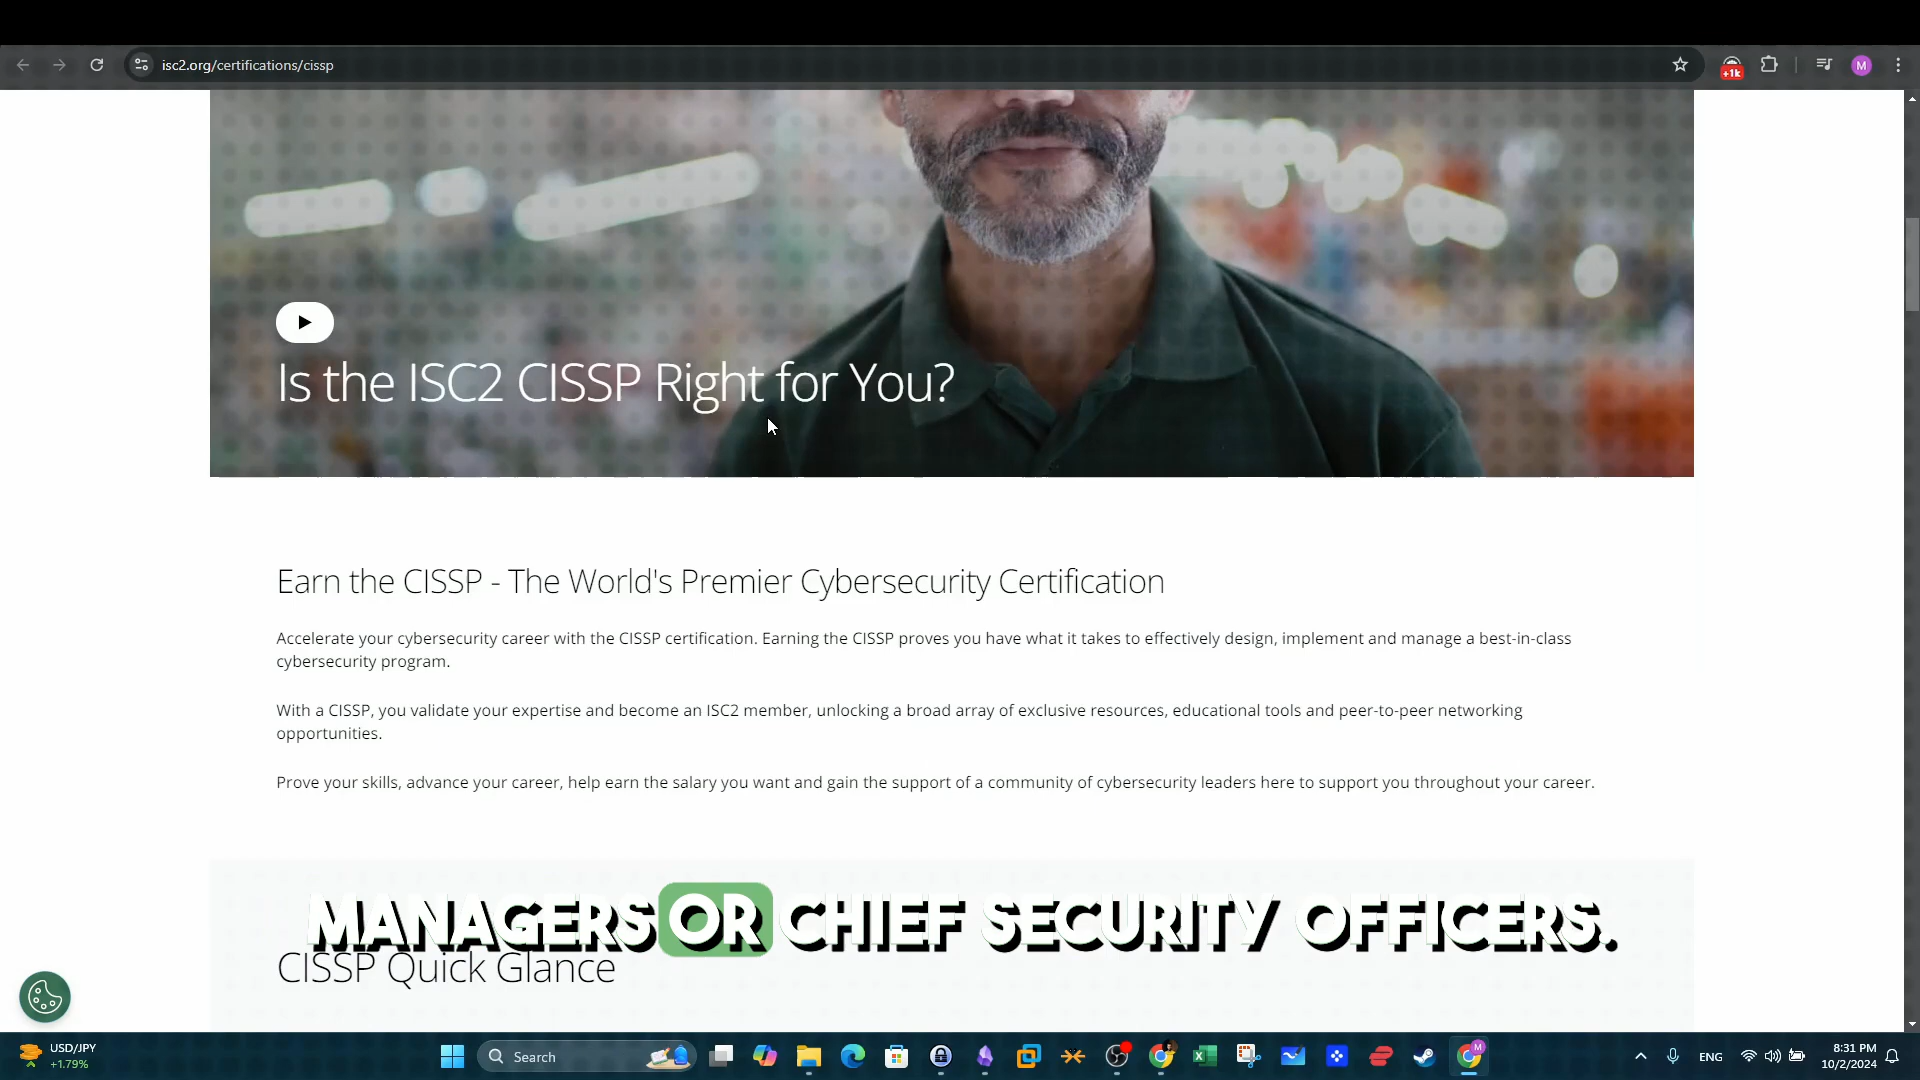 isc2.org/certifications/cissp
+1k
M
Is the ISC2 CISSP Right for You?
Earn the CISSP - The World's Premier Cybersecurity Certification
Accelerate your cybersecurity career with the CISSP certification. Earning the CISSP proves you have what it takes to effectively design, implement and manage a best-in-class
cybersecurity program.
With a CISSP, you validate your expertise and become an ISC2 member, unlocking a broad array of exclusive resources, educational tools and peer-to-peer networking
opportunities.
Prove your skills, advance your career, help earn the salary you want and gain the support of a community of cybersecurity leaders here to support you throughout your career.
MANAGERS OR CHIEF SECURITY OFFICERS.
CISSP Quick Glance
USD/JPY
+1.79%
Search
M
ENG
8:31 PM
10/2/2024